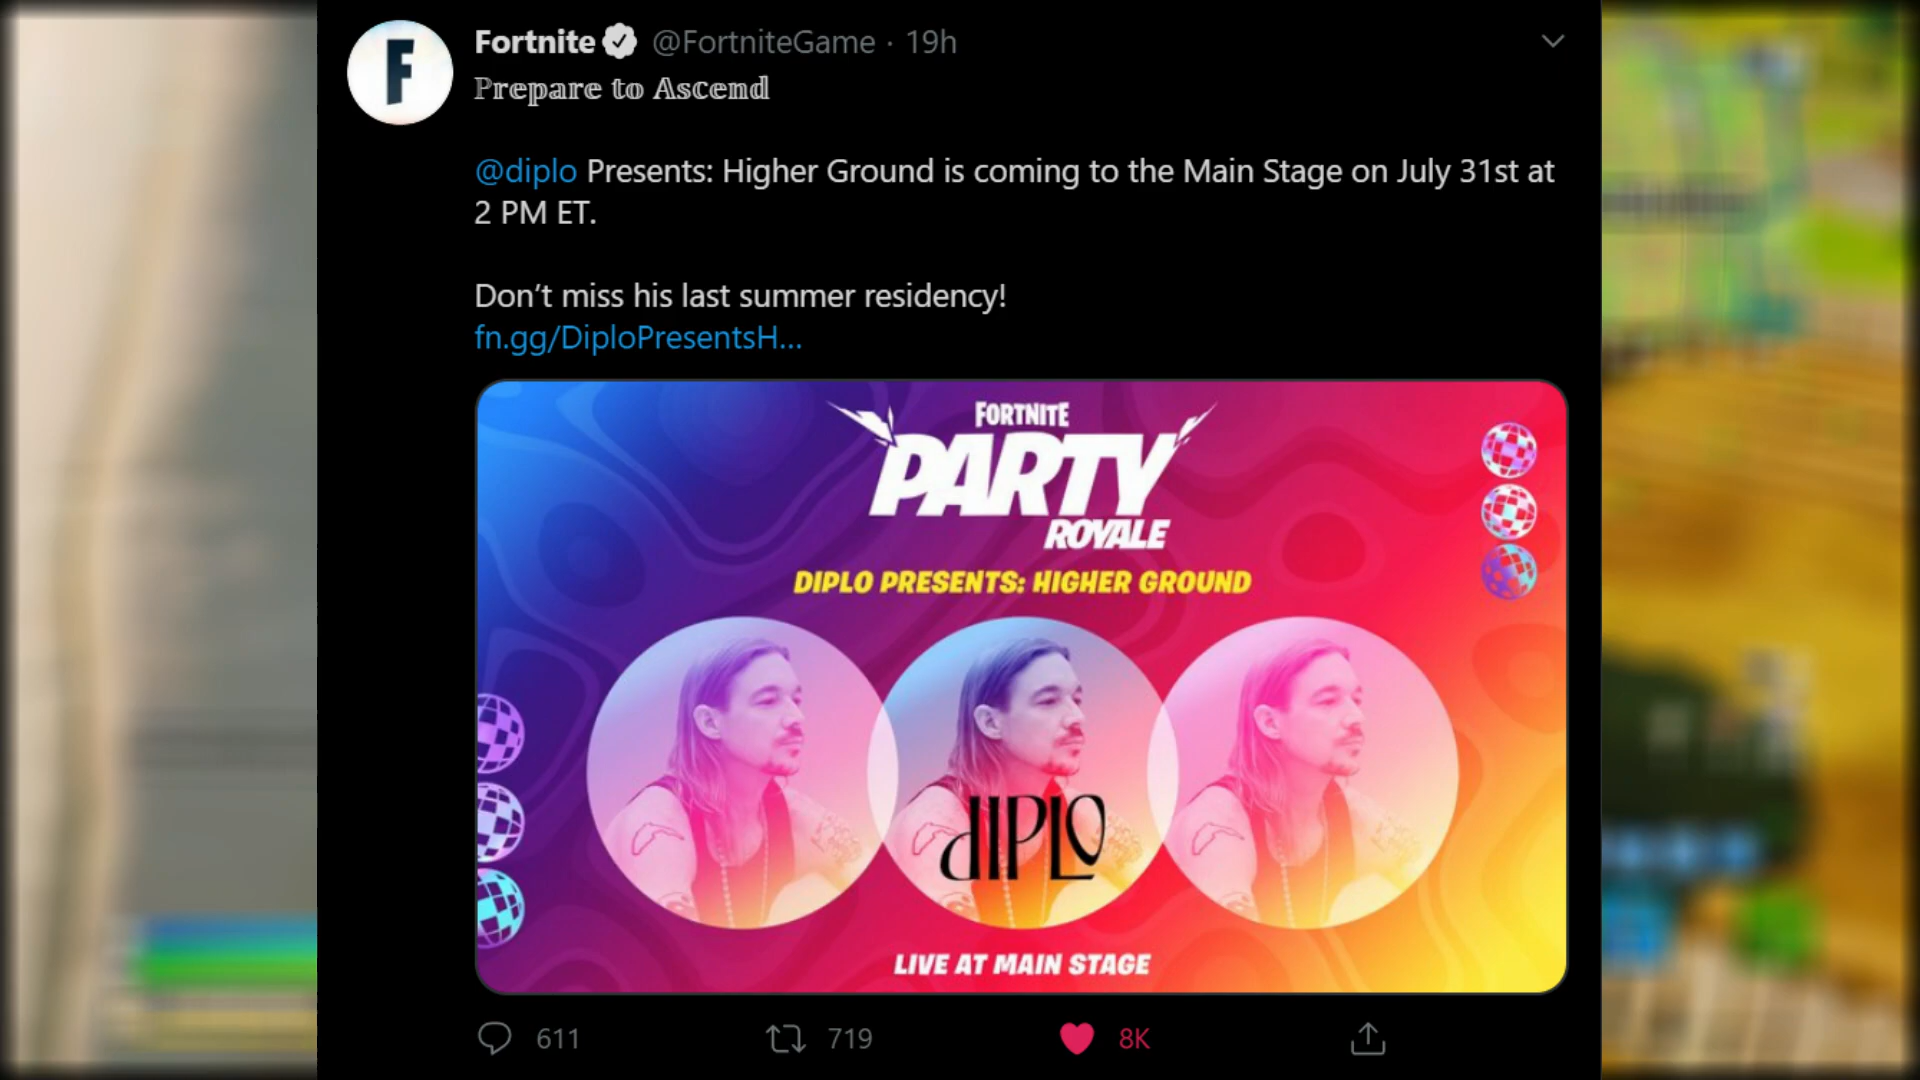 Fortnite @FortniteGame · 19h
ℙrepare to Ascend
@diplo Presents: Higher Ground is coming to the Main Stage on July 31st at
2 PM ET.
Don’t miss his last summer residency!
fn.gg/DiploPresentsH...
FORTNITE
PARTY
ROYALE
DIPLO PRESENTS: HIGHER GROUND
dIPLO
LIVE AT MAIN STAGE
611 719 8K